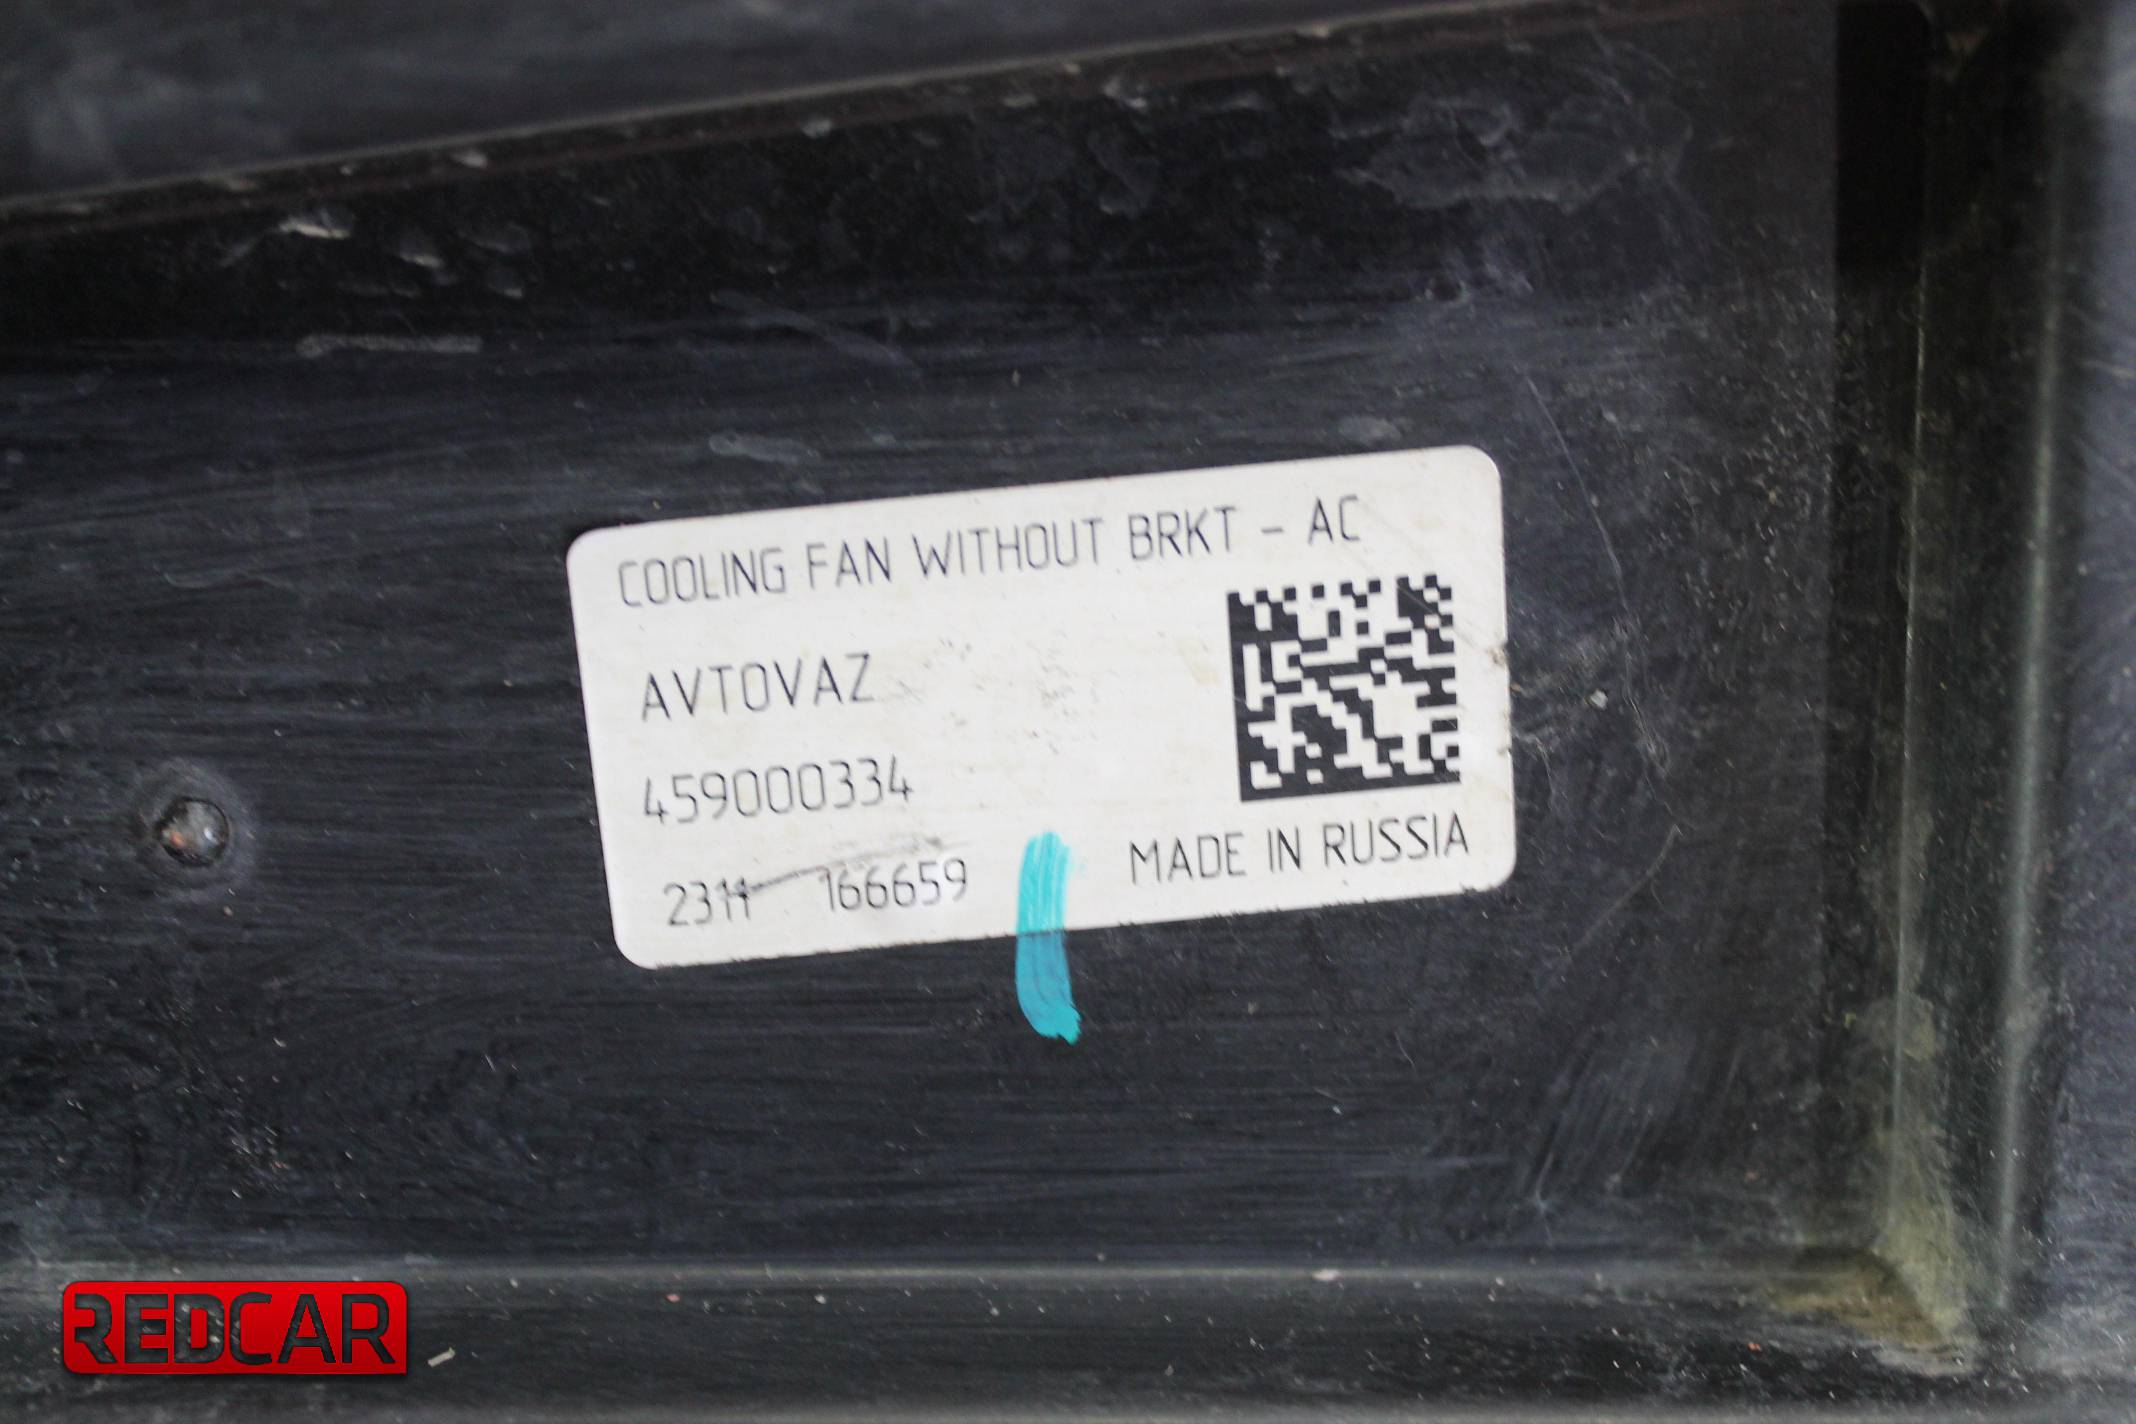 COOLING FAN WITHOUT BRKT - AC
AVTOVAZ
459000334
2311 166659
MADE IN RUSSIA
REDCAR